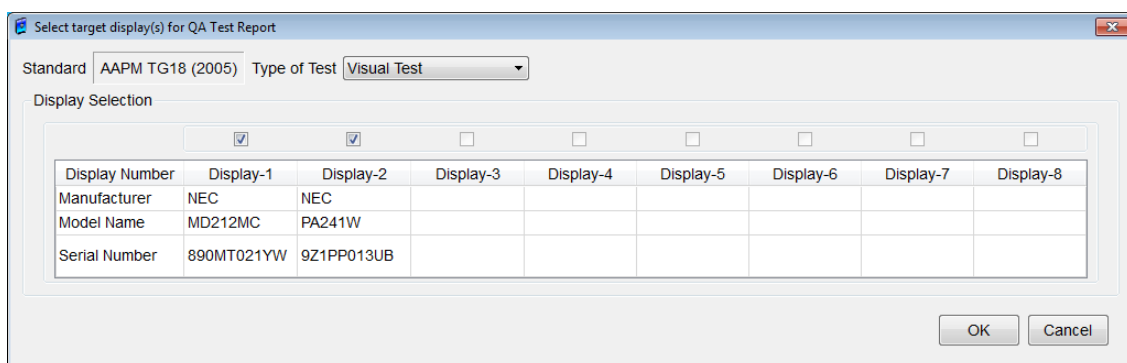 Select target display(s) for QA Test Report
Standard AAPM TG18 (2005) Type of Test Visual Test
Display Selection
Display Number Display-1 Display-2 Display-3 Display-4 Display-5 Display-6 Display-7 Display-8
Manufacturer NEC NEC
Model Name MD212MC PA241W
Serial Number 890MT021YW 9Z1PP013UB
OK Cancel